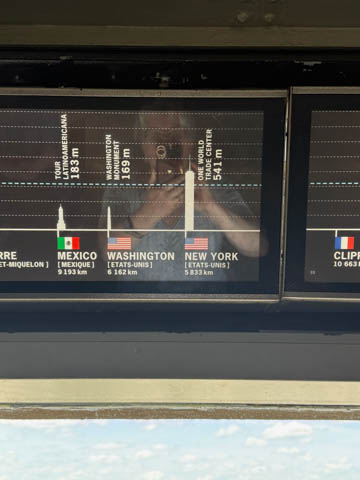 TOUR
LATINOAMERICANA
183 m
WASHINGTON
MONUMENT
169 m
ONE WORLD
TRADE CENTER
541 m
RRE
ET-MIQUELON ]
MEXICO
[ MEXIQUE ]
9 193 km
WASHINGTON
[ ETATS-UNIS ]
6 162 km
NEW YORK
[ ETATS-UNIS ]
5 833 km
CLIPP
10 663